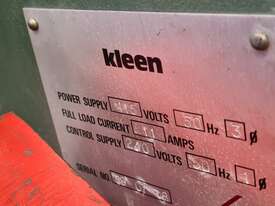 kleen
POWER SUPPLY 415 VOLTS 50 Hz 3 Ø
FULL LOAD CURRENT 11 AMPS
CONTROL SUPPLY 240 VOLTS 50 Hz 1 Ø
SERIAL NO